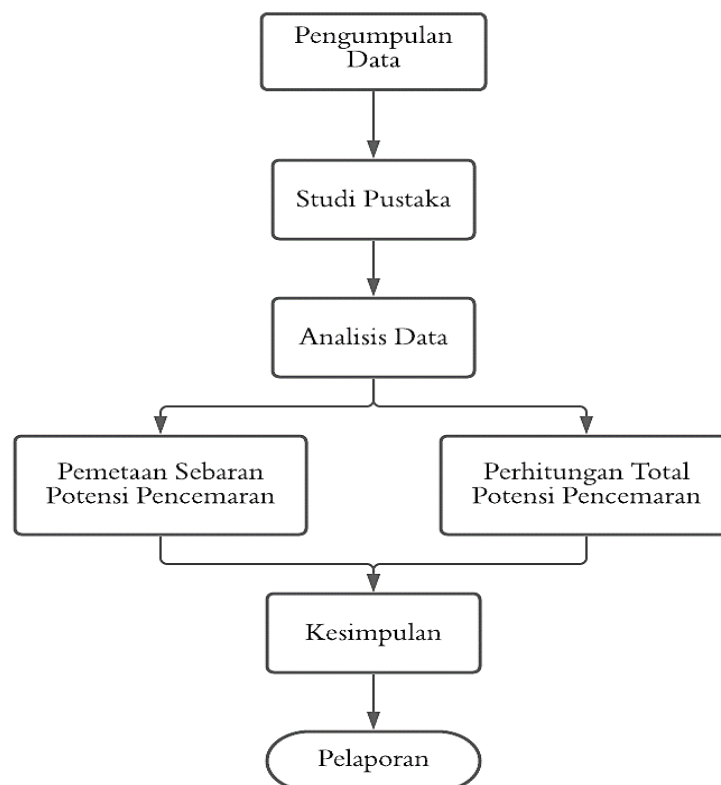 Pengumpulan
Data
Studi Pustaka
Analisis Data
Pemetaan Sebaran
Potensi Pencemaran
Perhitungan Total
Potensi Pencemaran
Kesimpulan
Pelaporan